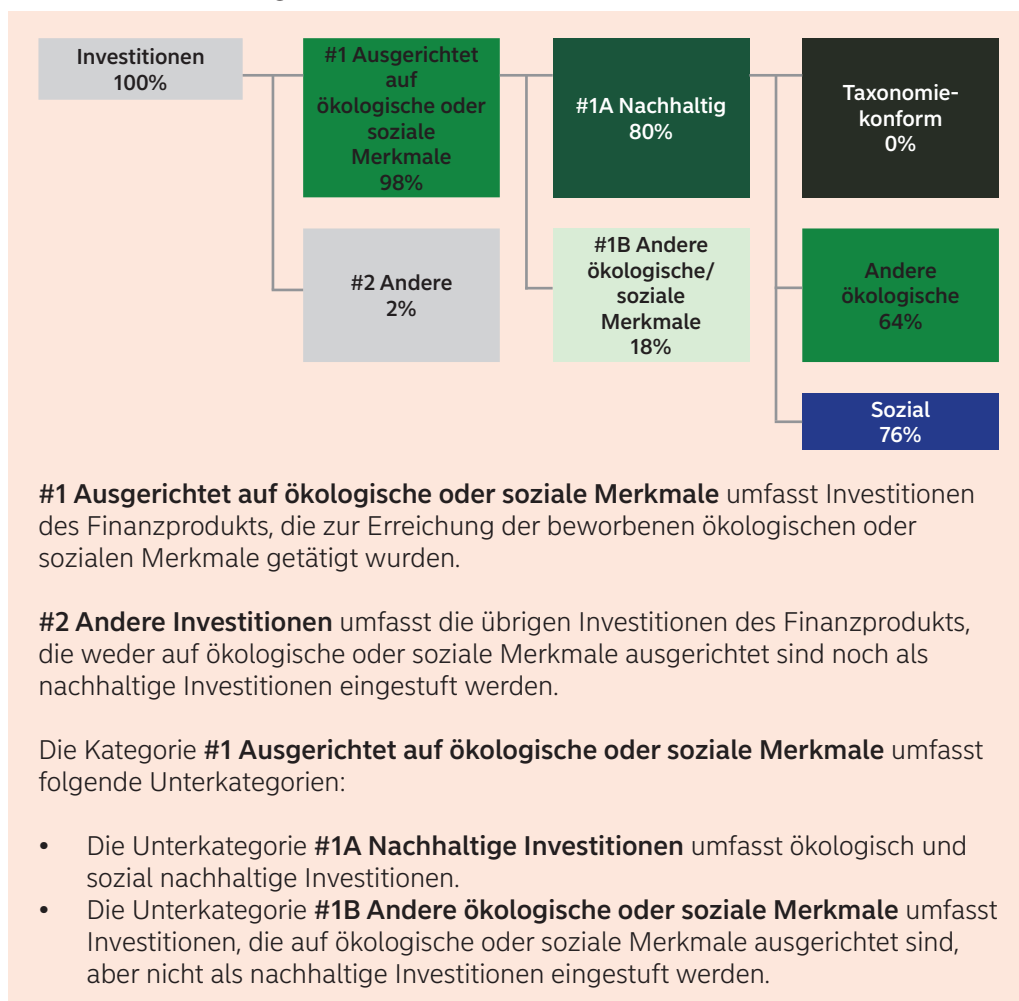 Investitionen
100%
#1 Ausgerichtet
auf
ökologische oder
soziale
Merkmale
98%
#1A Nachhaltig
80%
Taxonomie-
konform
0%
#2 Andere
2%
#1B Andere
ökologische/
soziale
Merkmale
18%
Andere
ökologische
64%
Sozial
76%
#1 Ausgerichtet auf ökologische oder soziale Merkmale umfasst Investitionen
des Finanzprodukts, die zur Erreichung der beworbenen ökologischen oder
sozialen Merkmale getätigt wurden.
#2 Andere Investitionen umfasst die übrigen Investitionen des Finanzprodukts,
die weder auf ökologische oder soziale Merkmale ausgerichtet sind noch als
nachhaltige Investitionen eingestuft werden.
Die Kategorie #1 Ausgerichtet auf ökologische oder soziale Merkmale umfasst
folgende Unterkategorien:
• Die Unterkategorie #1A Nachhaltige Investitionen umfasst ökologisch und
sozial nachhaltige Investitionen.
• Die Unterkategorie #1B Andere ökologische oder soziale Merkmale umfasst
Investitionen, die auf ökologische oder soziale Merkmale ausgerichtet sind,
aber nicht als nachhaltige Investitionen eingestuft werden.